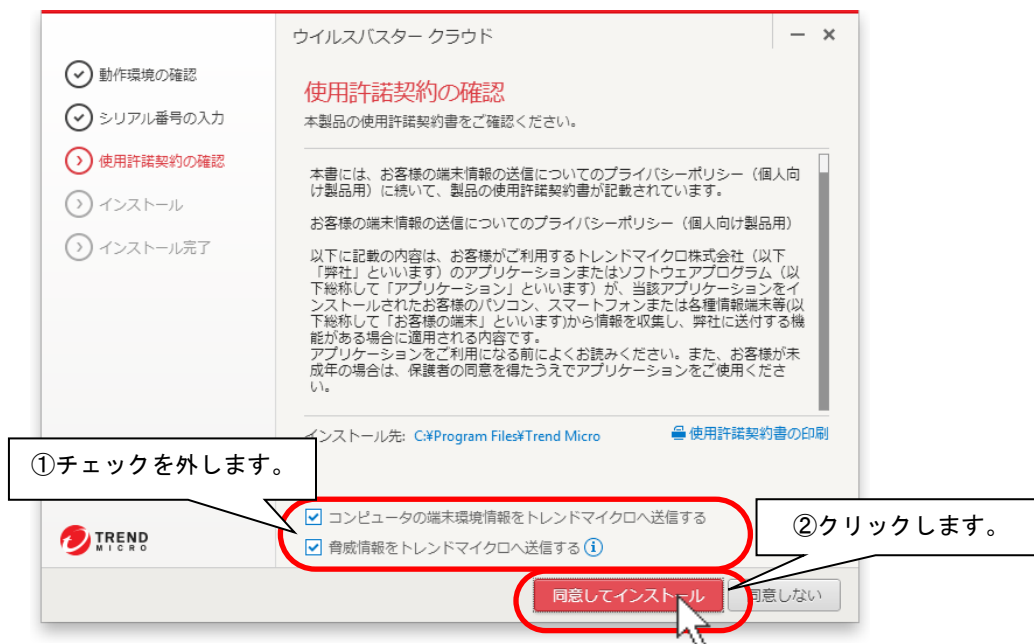 ウイルスバスター クラウド
動作環境の確認
シリアル番号の入力
使用許諾契約の確認
インストール
インストール完了
使用許諾契約の確認
本製品の使用許諾契約書をご確認ください。
本書には、お客様の端末情報の送信についてのプライバシーポリシー（個人向
け製品用）に続いて、製品の使用許諾契約書が記載されています。
お客様の端末情報の送信についてのプライバシーポリシー（個人向け製品用）
以下に記載の内容は、お客様がご利用するトレンドマイクロ株式会社（以下
「弊社」といいます）のアプリケーションまたはソフトウェアプログラム（以
下総称して「アプリケーション」といいます）が、当該アプリケーションをイ
ンストールされたお客様のパソコン、スマートフォンまたは各種情報端末等(以
下総称して「お客様の端末」といいます)から情報を収集し、弊社に送付する機
能がある場合に適用される内容です。
アプリケーションをご利用になる前によくお読みください。また、お客様が未
成年の場合は、保護者の同意を得たうえでアプリケーションをご使用くださ
い。
インストール先: C:¥Program Files¥Trend Micro
使用許諾契約書の印刷
①チェックを外します。
コンピュータの端末環境情報をトレンドマイクロへ送信する
脅威情報をトレンドマイクロへ送信する
②クリックします。
TREND
MICRO
同意してインストール
同意しない